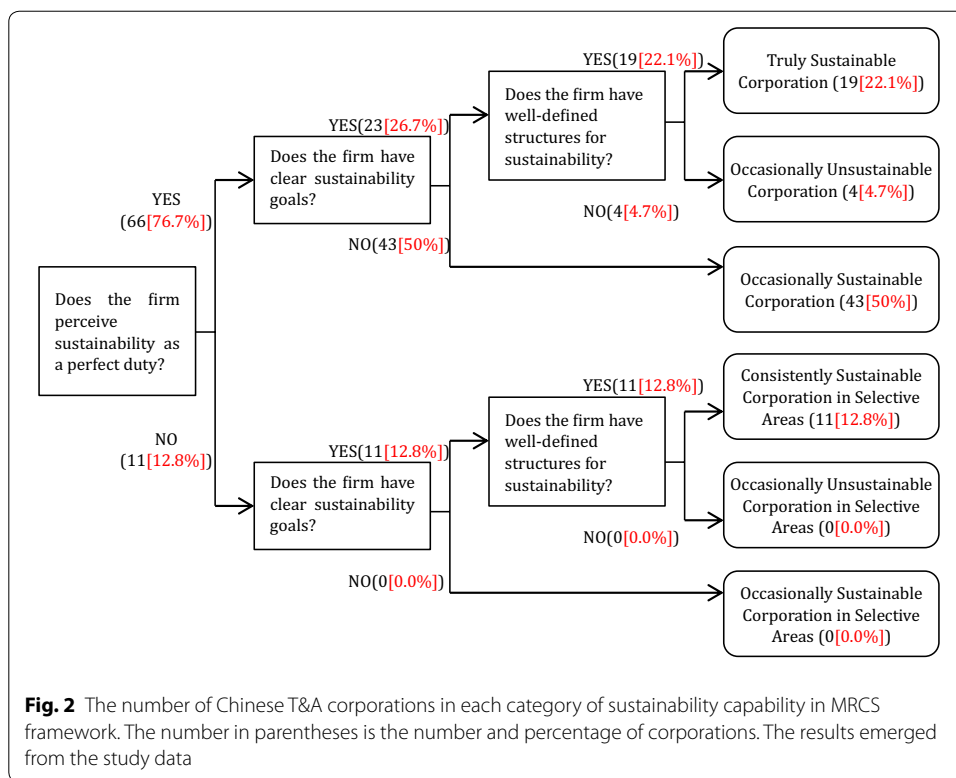 YES(19[22.1%])
Truly Sustainable
Corporation (19[22.1%])
Does the firm have
well-defined
structures for
sustainability?
YES(23[26.7%])
Does the firm have
clear sustainability
goals?
Occasionally Unsustainable
Corporation (4[4.7%])
NO(4[4.7%])
YES
(66[76.7%])
NO(43[50%])
Occasionally Sustainable
Corporation (43[50%])
Does the firm
perceive
sustainability as
a perfect duty?
YES(11[12.8%])
Consistently Sustainable
Corporation in Selective
Areas (11[12.8%])
Does the firm have
well-defined
structures for
sustainability?
NO
(11[12.8%])
YES(11[12.8%])
Does the firm have
clear sustainability
goals?
Occasionally Unsustainable
Corporation in Selective
Areas (0[0.0%])
NO(0[0.0%])
NO(0[0.0%])
Occasionally Sustainable
Corporation in Selective
Areas (0[0.0%])
Fig. 2 The number of Chinese T&A corporations in each category of sustainability capability in MRCS
framework. The number in parentheses is the number and percentage of corporations. The results emerged
from the study data